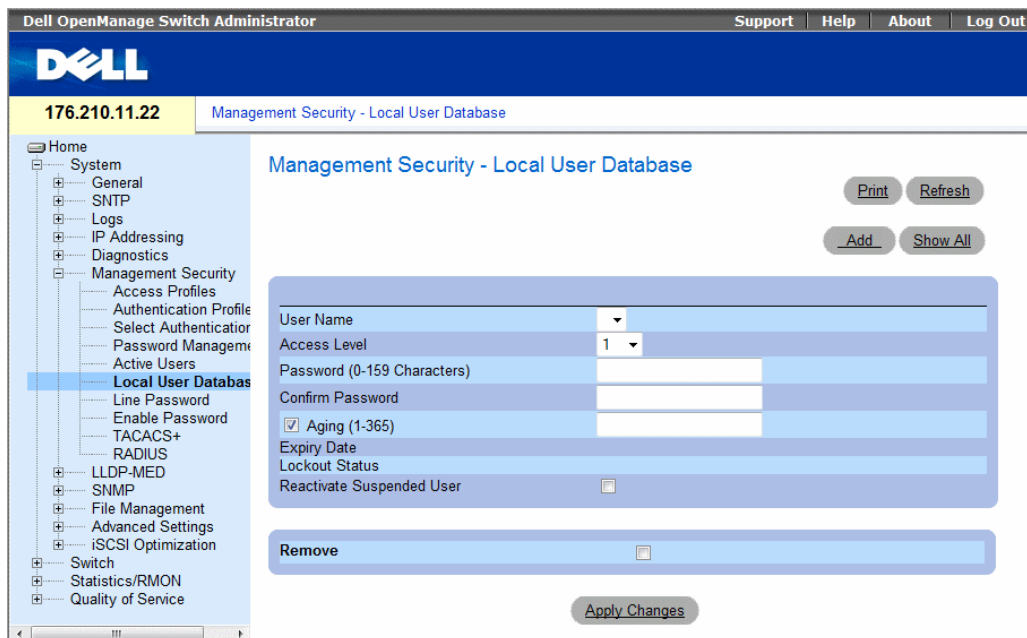 Dell OpenManage Switch Administrator Support Help About Log Out
DELL
176.210.11.22 Management Security - Local User Database
Home
System
General
SNTP
Logs
IP Addressing
Diagnostics
Management Security
Access Profiles
Authentication Profile
Select Authentication
Password Manageme
Active Users
Local User Databas
Line Password
Enable Password
TACACS+
RADIUS
LLDP-MED
SNMP
File Management
Advanced Settings
iSCSI Optimization
Switch
Statistics/RMON
Quality of Service
Management Security - Local User Database
Print Refresh
Add Show All
User Name
Access Level 1
Password (0-159 Characters)
Confirm Password
Aging (1-365)
Expiry Date
Lockout Status
Reactivate Suspended User
Remove
Apply Changes